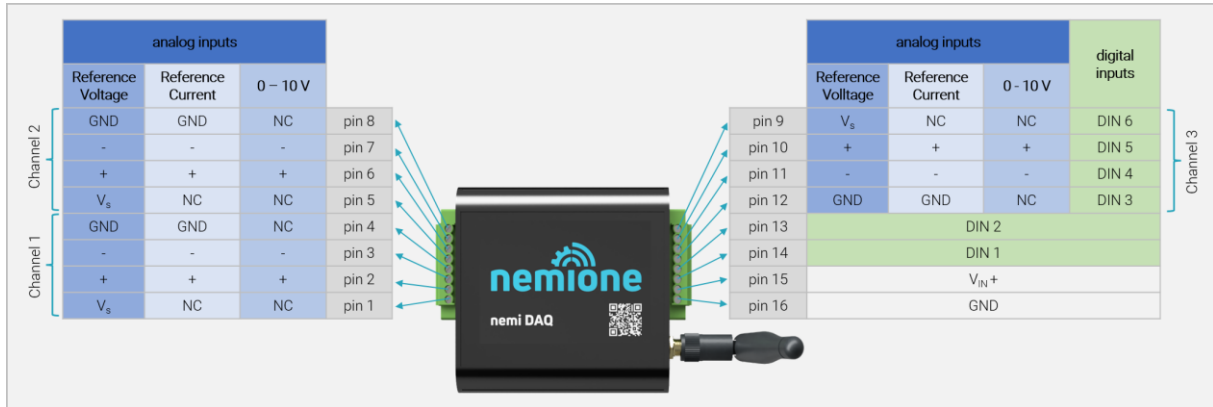 analog inputs
Reference Voltage
Reference Current
0 – 10 V
Channel 2
GND GND NC pin 8
- - - pin 7
+ + + pin 6
Vs NC NC pin 5
Channel 1
GND GND NC pin 4
- - - pin 3
+ + + pin 2
Vs NC NC pin 1
nemione
nemi DAQ
analog inputs
digital inputs
Reference Volltage
Reference Current
0 - 10 V
pin 9 Vs NC NC DIN 6
pin 10 + + + DIN 5
pin 11 - - - DIN 4
pin 12 GND GND NC DIN 3
Channel 3
pin 13 DIN 2
pin 14 DIN 1
pin 15 VIN +
pin 16 GND